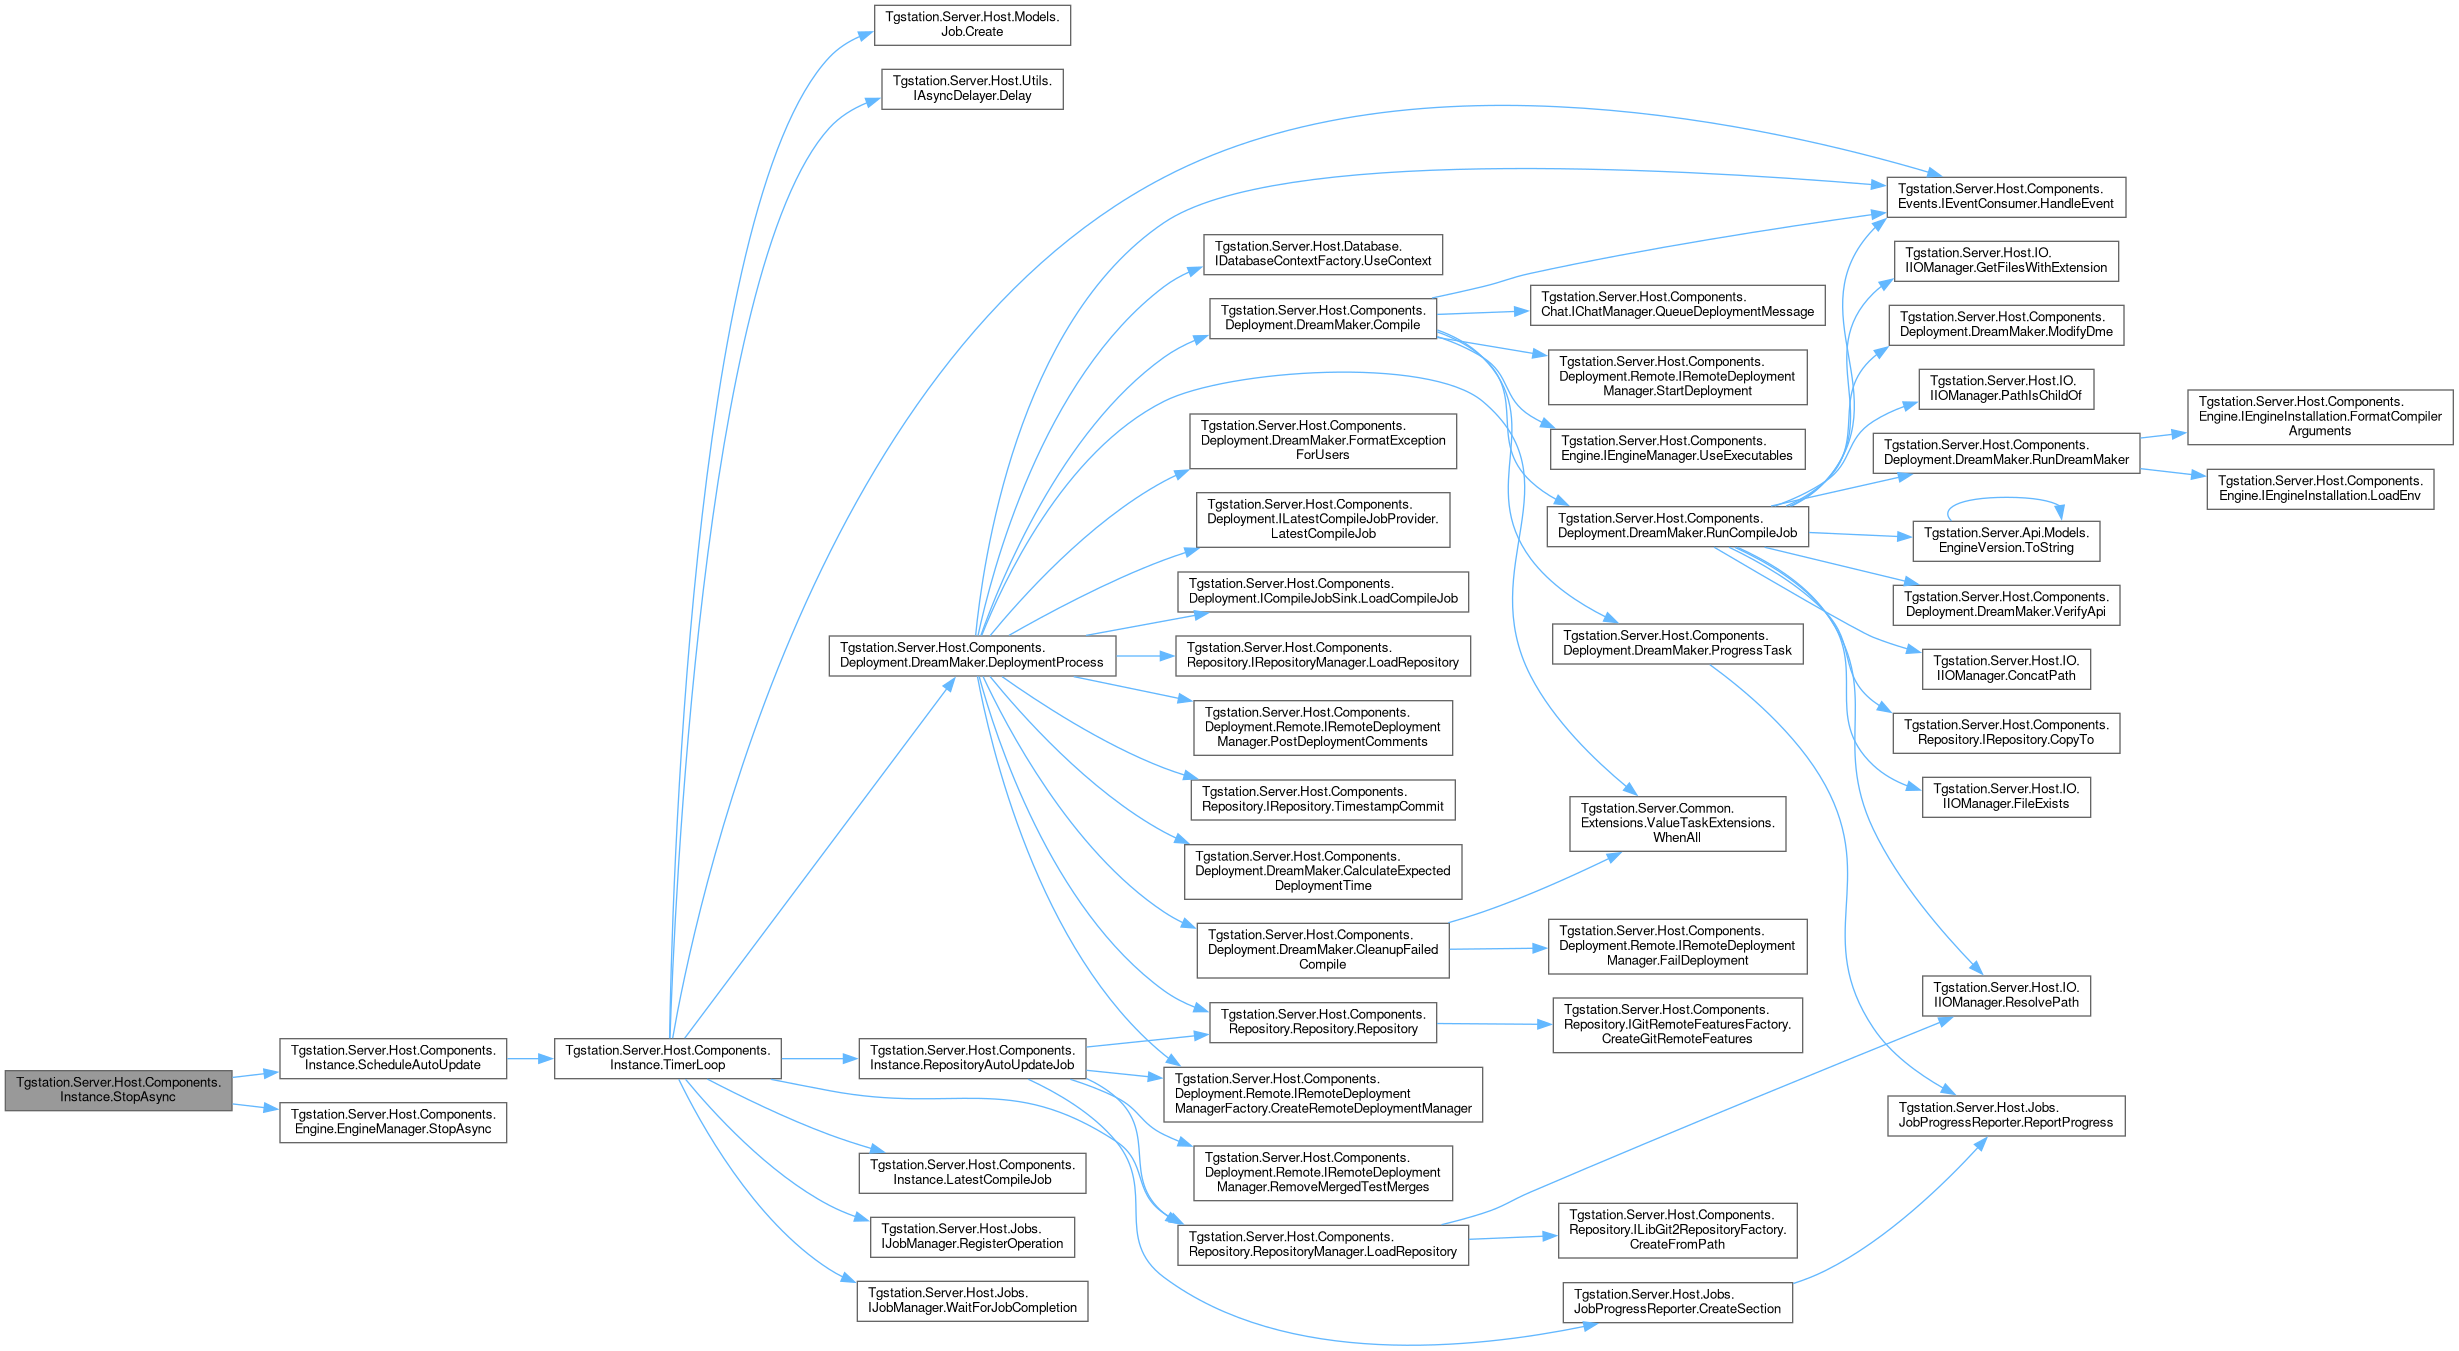 Tgstation.Server.Host.Components.
Instance.StopAsync
Tgstation.Server.Host.Components.
Instance.ScheduleAutoUpdate
Tgstation.Server.Host.Components.
Engine.EngineManager.StopAsync
Tgstation.Server.Host.Components.
Instance.TimerLoop
Tgstation.Server.Host.Models.
Job.Create
Tgstation.Server.Host.Utils.
IAsyncDelayer.Delay
Tgstation.Server.Host.Components.
Deployment.DreamMaker.DeploymentProcess
Tgstation.Server.Host.Components.
Instance.RepositoryAutoUpdateJob
Tgstation.Server.Host.Components.
Instance.LatestCompileJob
Tgstation.Server.Host.Jobs.
IJobManager.RegisterOperation
Tgstation.Server.Host.Jobs.
IJobManager.WaitForJobCompletion
Tgstation.Server.Host.Database.
IDatabaseContextFactory.UseContext
Tgstation.Server.Host.Components.
Deployment.DreamMaker.Compile
Tgstation.Server.Host.Components.
Deployment.DreamMaker.FormatException
ForUsers
Tgstation.Server.Host.Components.
Deployment.ILatestCompileJobProvider.
LatestCompileJob
Tgstation.Server.Host.Components.
Deployment.ICompileJobSink.LoadCompileJob
Tgstation.Server.Host.Components.
Repository.IRepositoryManager.LoadRepository
Tgstation.Server.Host.Components.
Deployment.Remote.IRemoteDeployment
Manager.PostDeploymentComments
Tgstation.Server.Host.Components.
Repository.IRepository.TimestampCommit
Tgstation.Server.Host.Components.
Deployment.DreamMaker.CalculateExpected
DeploymentTime
Tgstation.Server.Host.Components.
Deployment.DreamMaker.CleanupFailed
Compile
Tgstation.Server.Host.Components.
Repository.Repository.Repository
Tgstation.Server.Host.Components.
Deployment.Remote.IRemoteDeployment
ManagerFactory.CreateRemoteDeploymentManager
Tgstation.Server.Host.Components.
Deployment.Remote.IRemoteDeployment
Manager.RemoveMergedTestMerges
Tgstation.Server.Host.Components.
Repository.RepositoryManager.LoadRepository
Tgstation.Server.Host.Components.
Chat.IChatManager.QueueDeploymentMessage
Tgstation.Server.Host.Components.
Deployment.Remote.IRemoteDeployment
Manager.StartDeployment
Tgstation.Server.Host.Components.
Engine.IEngineManager.UseExecutables
Tgstation.Server.Host.Components.
Deployment.DreamMaker.RunCompileJob
Tgstation.Server.Host.Components.
Deployment.DreamMaker.ProgressTask
Tgstation.Server.Common.
Extensions.ValueTaskExtensions.
WhenAll
Tgstation.Server.Host.Components.
Deployment.Remote.IRemoteDeployment
Manager.FailDeployment
Tgstation.Server.Host.Components.
Repository.IGitRemoteFeaturesFactory.
CreateGitRemoteFeatures
Tgstation.Server.Host.Components.
Repository.ILibGit2RepositoryFactory.
CreateFromPath
Tgstation.Server.Host.Jobs.
JobProgressReporter.CreateSection
Tgstation.Server.Host.Components.
Events.IEventConsumer.HandleEvent
Tgstation.Server.Host.IO.
IIOManager.GetFilesWithExtension
Tgstation.Server.Host.Components.
Deployment.DreamMaker.ModifyDme
Tgstation.Server.Host.IO.
IIOManager.PathIsChildOf
Tgstation.Server.Host.Components.
Deployment.DreamMaker.RunDreamMaker
Tgstation.Server.Api.Models.
EngineVersion.ToString
Tgstation.Server.Host.Components.
Deployment.DreamMaker.VerifyApi
Tgstation.Server.Host.IO.
IIOManager.ConcatPath
Tgstation.Server.Host.Components.
Repository.IRepository.CopyTo
Tgstation.Server.Host.IO.
IIOManager.FileExists
Tgstation.Server.Host.IO.
IIOManager.ResolvePath
Tgstation.Server.Host.Jobs.
JobProgressReporter.ReportProgress
Tgstation.Server.Host.Components.
Engine.IEngineInstallation.FormatCompiler
Arguments
Tgstation.Server.Host.Components.
Engine.IEngineInstallation.LoadEnv